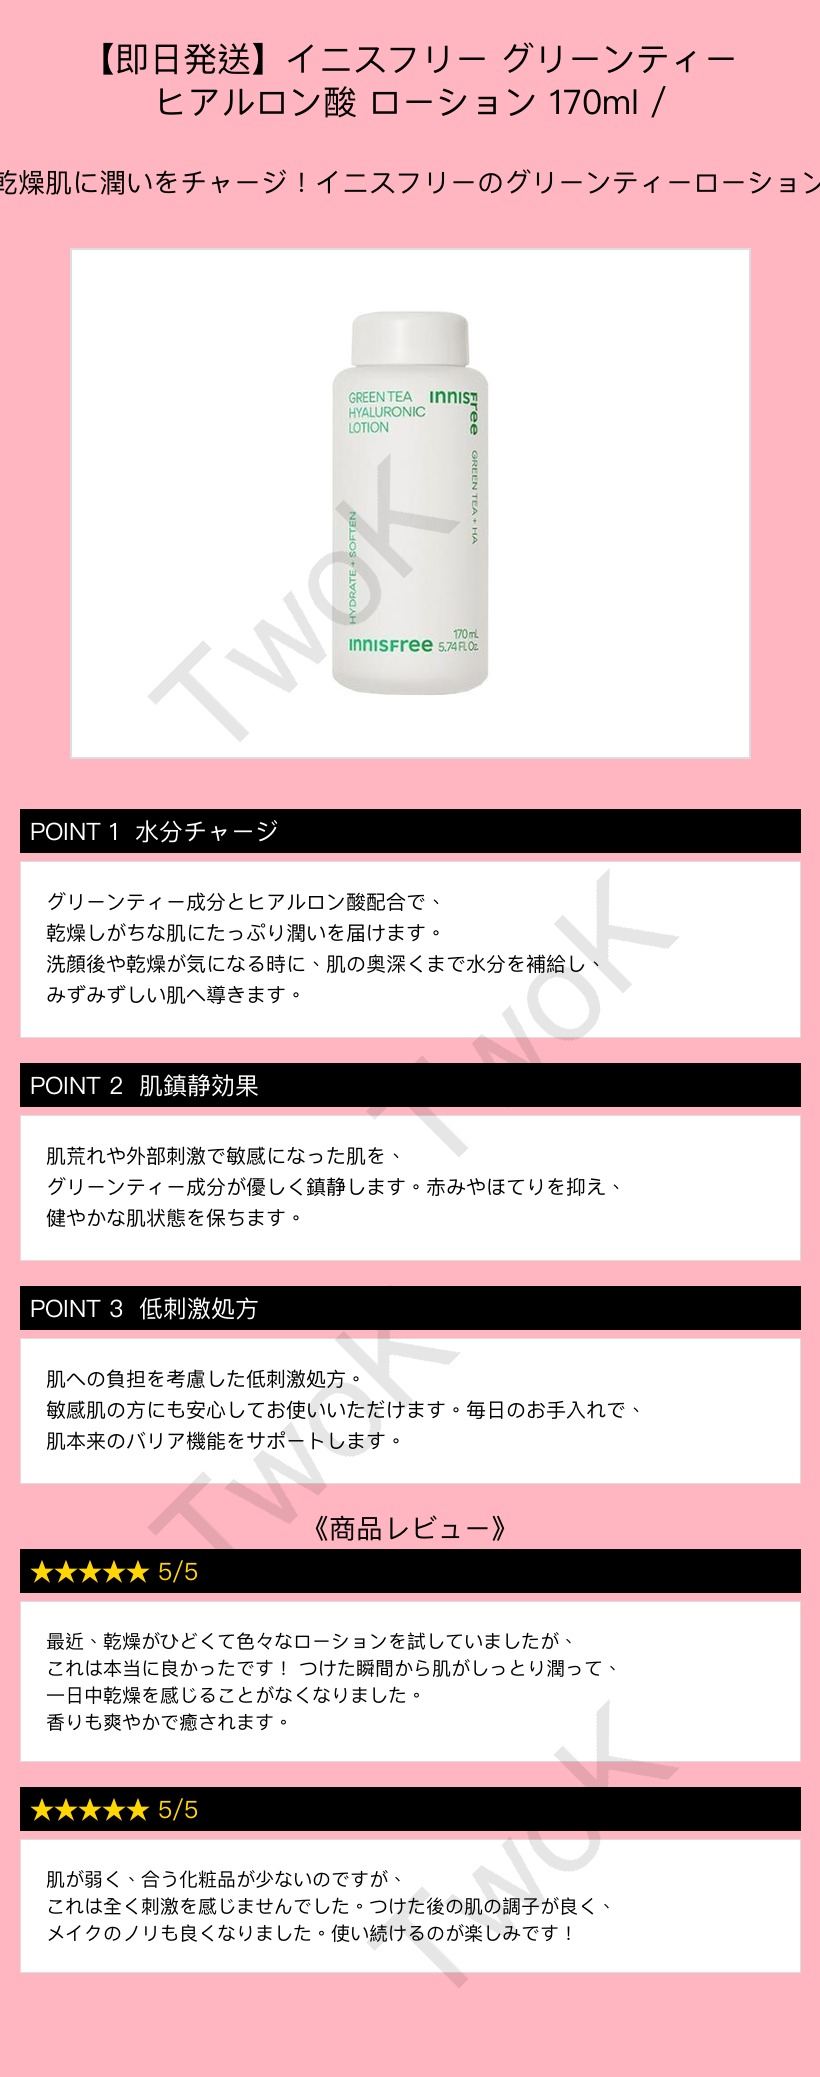 【即日発送】イニスフリー グリーンティー
ヒアルロン酸 ローション 170ml /
乾燥肌に潤いをチャージ！イニスフリーのグリーンティーローション
GREEN TEA
HYALURONIC
LOTION
innisfree
GREEN TEA + HA
HYDRATE + SOFTEN
innisfree
170 mL
5.74 FL Oz.
TwoK
POINT 1 水分チャージ
グリーンティー成分とヒアルロン酸配合で、
乾燥しがちな肌にたっぷり潤いを届けます。
洗顔後や乾燥が気になる時に、肌の奥深くまで水分を補給し、
みずみずしい肌へ導きます。
TwoK
POINT 2 肌鎮静効果
肌荒れや外部刺激で敏感になった肌を、
グリーンティー成分が優しく鎮静します。赤みやほてりを抑え、
健やかな肌状態を保ちます。
POINT 3 低刺激処方
肌への負担を考慮した低刺激処方。
敏感肌の方にも安心してお使いいただけます。毎日のお手入れで、
肌本来のバリア機能をサポートします。
TwoK
《商品レビュー》
★★★★★ 5/5
最近、乾燥がひどくて色々なローションを試していましたが、
これは本当に良かったです！ つけた瞬間から肌がしっとり潤って、
一日中乾燥を感じることがなくなりました。
香りも爽やかで癒されます。
★★★★★ 5/5
肌が弱く、合う化粧品が少ないのですが、
これは全く刺激を感じませんでした。つけた後の肌の調子が良く、
メイクのノリも良くなりました。使い続けるのが楽しみです！
TwoK